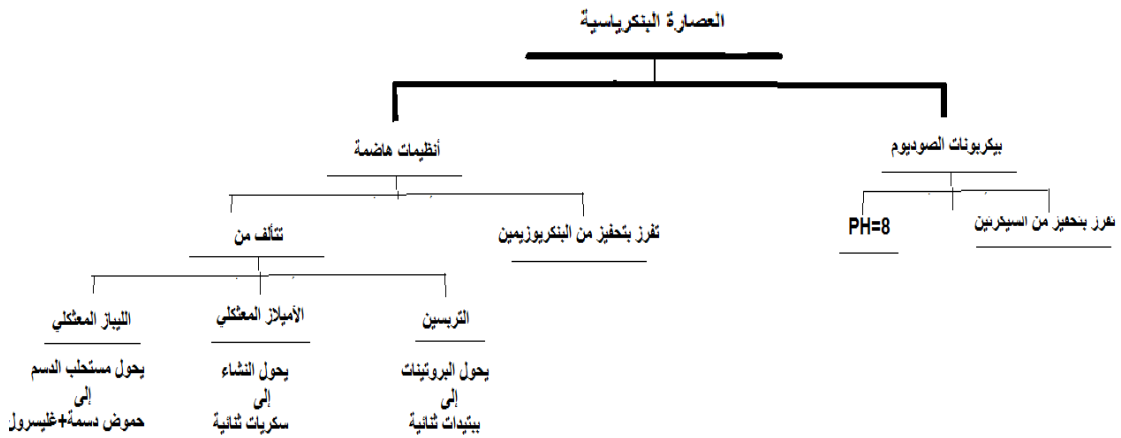 العصارة البنكرياسية
بيكربونات الصوديوم
أنظيمات هاضمة
تفرز بتحفيز من السيكرتين
PH=8
تفرز بتحفيز من البنكريوزيمين
تتألف من
التربسين
الأميلاز المعثكلي
الليباز المعثكلي
يحول البروتينات
إلى
ببتيدات ثنائية
يحول النشاء
إلى
سكريات ثنائية
يحول مستحلب الدسم
إلى
حموض دسمة+غليسرول